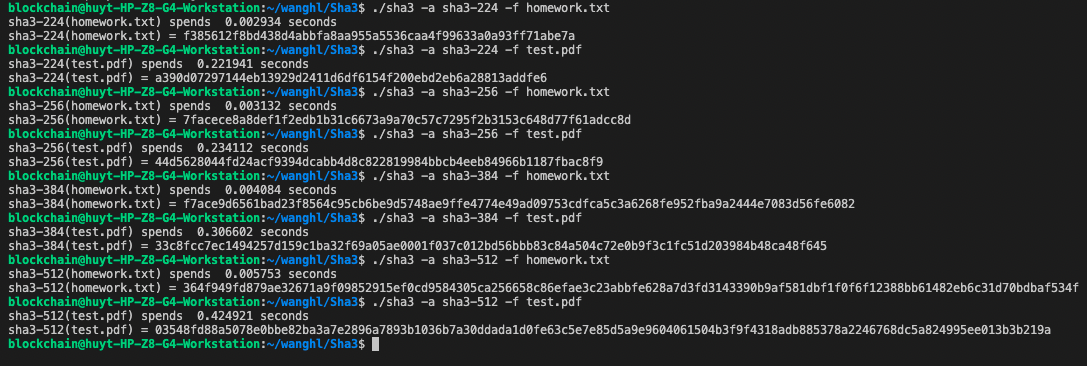 blockchain@huyt-HP-Z8-G4-Workstation:~/wanghl/Sha3$ ./sha3 -a sha3-224 -f homework.txt
sha3-224(homework.txt) spends  0.002934 seconds
sha3-224(homework.txt) = f385612f8bd438d4abbfa8aa955a5536caa4f99633a0a93ff71abe7a
blockchain@huyt-HP-Z8-G4-Workstation:~/wanghl/Sha3$ ./sha3 -a sha3-224 -f test.pdf
sha3-224(test.pdf) spends  0.221941 seconds
sha3-224(test.pdf) = a390d07297144eb13929d2411d6df6154f200ebd2eb6a28813addfe6
blockchain@huyt-HP-Z8-G4-Workstation:~/wanghl/Sha3$ ./sha3 -a sha3-256 -f homework.txt
sha3-256(homework.txt) spends  0.003132 seconds
sha3-256(homework.txt) = 7facece8a8def1f2edb1b31c6673a9a70c57c7295f2b3153c648d77f61adcc8d
blockchain@huyt-HP-Z8-G4-Workstation:~/wanghl/Sha3$ ./sha3 -a sha3-256 -f test.pdf
sha3-256(test.pdf) spends  0.234112 seconds
sha3-256(test.pdf) = 44d5628044fd24acf9394dcabb4d8c822819984bbcb4eeb84966b1187fbac8f9
blockchain@huyt-HP-Z8-G4-Workstation:~/wanghl/Sha3$ ./sha3 -a sha3-384 -f homework.txt
sha3-384(homework.txt) spends  0.004084 seconds
sha3-384(homework.txt) = f7ace9d6561bad23f8564c95cb6be9d5748ae9ffe4774e49ad09753cdfca5c3a6268fe952fba9a2444e7083d56fe6082
blockchain@huyt-HP-Z8-G4-Workstation:~/wanghl/Sha3$ ./sha3 -a sha3-384 -f test.pdf
sha3-384(test.pdf) spends  0.306602 seconds
sha3-384(test.pdf) = 33c8fcc7ec1494257d159c1ba32f69a05ae0001f037c012bd56bbb83c84a504c72e0b9f3c1fc51d203984b48ca48f645
blockchain@huyt-HP-Z8-G4-Workstation:~/wanghl/Sha3$ ./sha3 -a sha3-512 -f homework.txt
sha3-512(homework.txt) spends  0.005753 seconds
sha3-512(homework.txt) = 364f949fd879ae32671a9f09852915ef0cd9584305ca256658c86efae3c23abbfe628a7d3fd3143390b9af581dbf1f0f6f12388bb61482eb6c31d70bdbaf534f
blockchain@huyt-HP-Z8-G4-Workstation:~/wanghl/Sha3$ ./sha3 -a sha3-512 -f test.pdf
sha3-512(test.pdf) spends  0.424921 seconds
sha3-512(test.pdf) = 03548fd88a5078e0bbe82ba3a7e2896a7893b1036b7a30ddada1d0fe63c5e7e85d5a9e9604061504b3f9f4318adb885378a2246768dc5a824995ee013b3b219a
blockchain@huyt-HP-Z8-G4-Workstation:~/wanghl/Sha3$